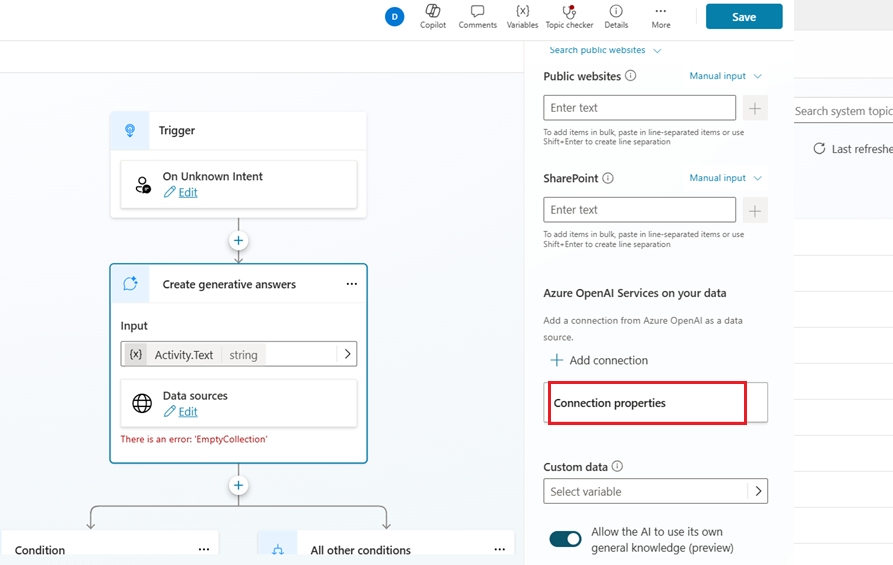 D
Copilot
Comments
{x}
Variables
Topic checker
Details
More
Save
Search public websites
Public websites
Manual input
Enter text
To add items in bulk, paste in line-separated items or use
Shift+Enter to create line separation
SharePoint
Manual input
Enter text
To add items in bulk, paste in line-separated items or use
Shift+Enter to create line separation
Azure OpenAI Services on your data
Add a connection from Azure OpenAI as a data
source.
Add connection
Connection properties
Custom data
Select variable
Allow the AI to use its own
general knowledge (preview)
Trigger
On Unknown Intent
Edit
Create generative answers
Input
{x} Activity.Text string
Data sources
Edit
There is an error: 'EmptyCollection'
Condition
All other conditions
Search system topic
Last refreshe